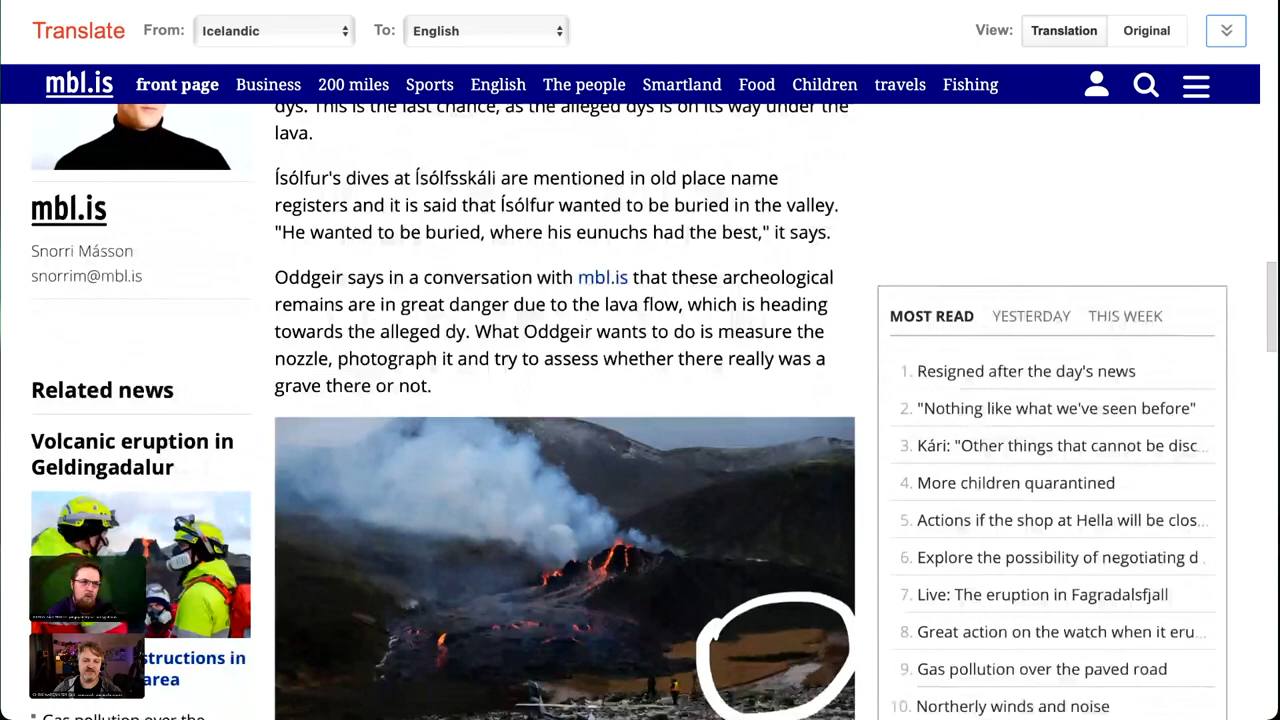 Translate From: Icelandic To: English View: Translation Original
mbl.is front page Business 200 miles Sports English The people Smartland Food Children travels Fishing
dys. This is the last chance, as the alleged dys is on its way under the
lava.
Ísólfur's dives at Ísólfsskáli are mentioned in old place name
registers and it is said that Ísólfur wanted to be buried in the valley.
"He wanted to be buried, where his eunuchs had the best," it says.
Oddgeir says in a conversation with mbl.is that these archeological
remains are in great danger due to the lava flow, which is heading
towards the alleged dy. What Oddgeir wants to do is measure the
nozzle, photograph it and try to assess whether there really was a
grave there or not.
mbl.is
Snorri Másson
snorrim@mbl.is
Related news
Volcanic eruption in
Geldingadalur
structions in
area
Gas pollution over the
MOST READ YESTERDAY THIS WEEK
1. Resigned after the day's news
2. "Nothing like what we've seen before"
3. Kári: "Other things that cannot be disc...
4. More children quarantined
5. Actions if the shop at Hella will be clos...
6. Explore the possibility of negotiating d
7. Live: The eruption in Fagradalsfjall
8. Great action on the watch when it eru...
9. Gas pollution over the paved road
10. Northerly winds and noise